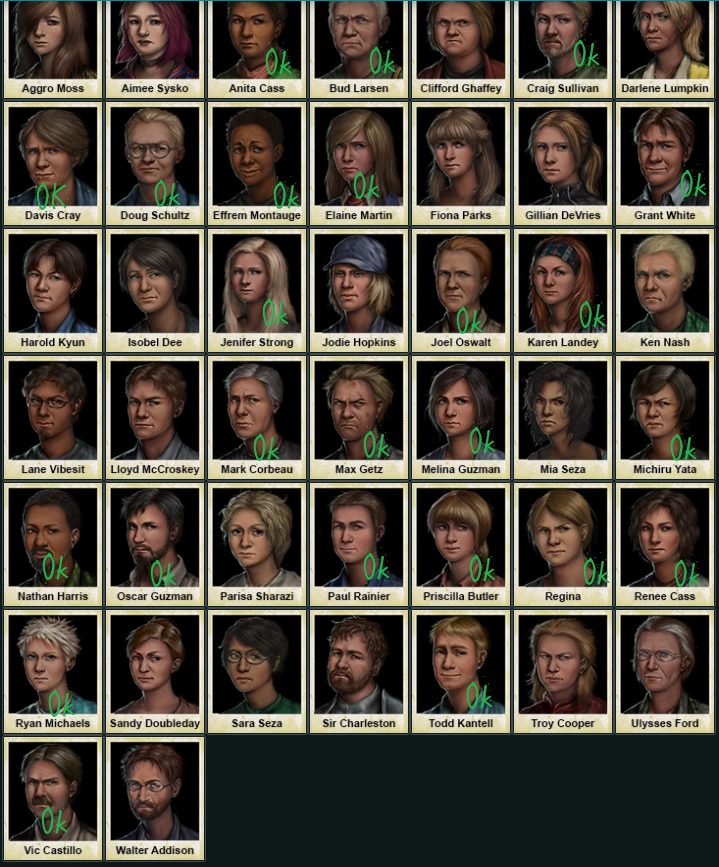 Ok Ok Ok
Aggro Moss Aimee Sysko Anita Cass Bud Larsen Clifford Ghaffey Craig Sullivan Darlene Lumpkin
OK Ok Ok Ok Ok
Davis Cray Doug Schultz Effrem Montauge Elaine Martin Fiona Parks Gillian DeVries Grant White
Ok Ok Ok
Harold Kyun Isobel Dee Jenifer Strong Jodie Hopkins Joel Oswalt Karen Landey Ken Nash
Ok Ok Ok Ok
Lane Vibesit Lloyd McCroskey Mark Corbeau Max Getz Melina Guzman Mia Seza Michiru Yata
Ok Ok Ok Ok Ok Ok
Nathan Harris Oscar Guzman Parisa Sharazi Paul Rainier Priscilla Butler Regina Renee Cass
Ok Ok
Ryan Michaels Sandy Doubleday Sara Seza Sir Charleston Todd Kantell Troy Cooper Ulysses Ford
Ok
Vic Castillo Walter Addison